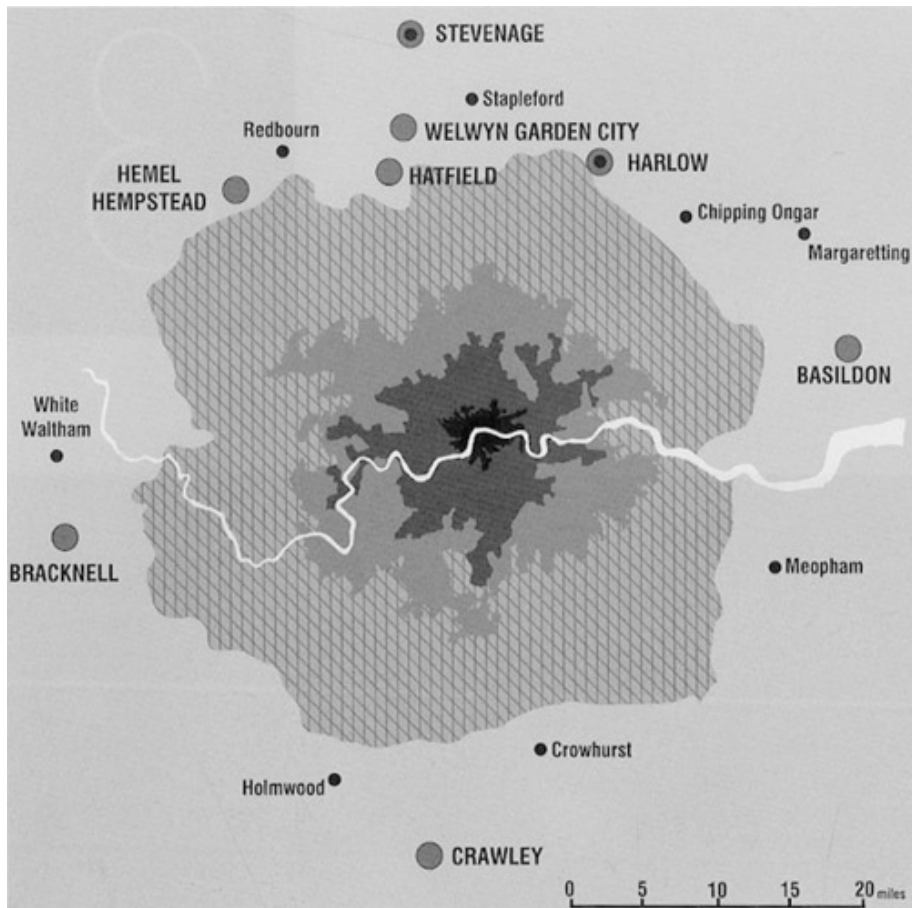 STEVENAGE
Stapleford
Redbourn
WELWYN GARDEN CITY
HEMEL
HEMPSTEAD
HATFIELD
HARLOW
Chipping Ongar
Margaretting
BASILDON
White
Waltham
BRACKNELL
Meopham
Crowhurst
Holmwood
CRAWLEY
0 5 10 15 20 miles